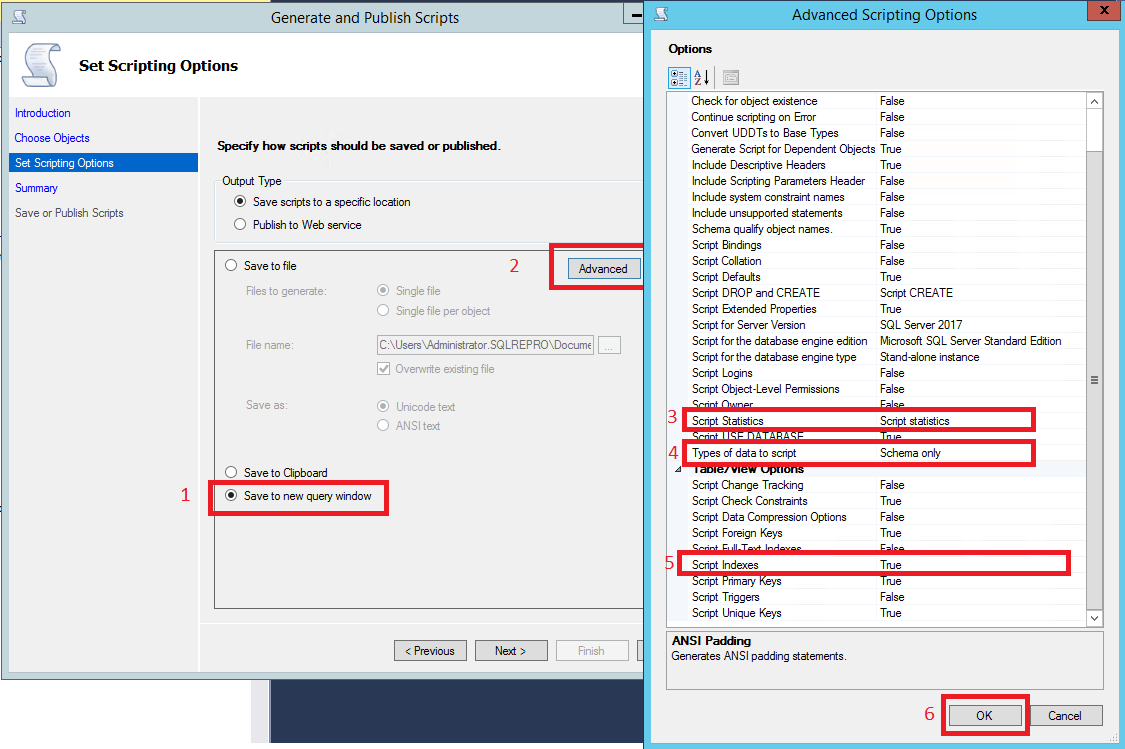 Generate and Publish Scripts
Set Scripting Options
Introduction
Choose Objects
Set Scripting Options
Summary
Save or Publish Scripts
Specify how scripts should be saved or published.
Output Type
Save scripts to a specific location
Publish to Web service
Save to file
2
Advanced
Files to generate:
Single file
Single file per object
File name:
C:\Users\Administrator.SQLREPRO\Docume
...
Overwrite existing file
Save as:
Unicode text
ANSI text
Save to Clipboard
1
Save to new query window
< Previous
Next >
Finish
Advanced Scripting Options
X
Options
A
Z
Check for object existence False
Continue scripting on Error False
Convert UDDTs to Base Types False
Generate Script for Dependent Objects True
Include Descriptive Headers True
Include Scripting Parameters Header False
Include system constraint names False
Include unsupported statements False
Schema qualify object names. True
Script Bindings False
Script Collation False
Script Defaults True
Script DROP and CREATE Script CREATE
Script Extended Properties True
Script for Server Version SQL Server 2017
Script for the database engine edition Microsoft SQL Server Standard Edition
Script for the database engine type Stand-alone instance
Script Logins False
Script Object-Level Permissions False
Script Owner False
3 Script Statistics Script statistics
Script USE DATABASE True
4 Types of data to script Schema only
Table/View Options
Script Change Tracking False
Script Check Constraints True
Script Data Compression Options False
Script Foreign Keys True
Script Full-Text Indexes False
5 Script Indexes True
Script Primary Keys True
Script Triggers False
Script Unique Keys True
ANSI Padding
Generates ANSI padding statements.
6
OK
Cancel